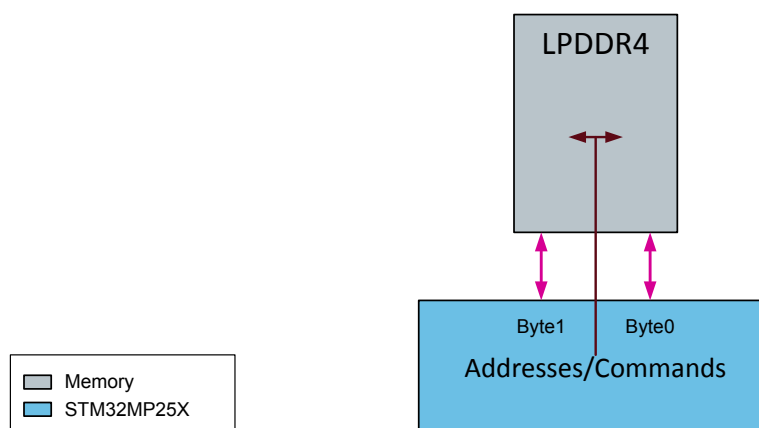 LPDDR4
Byte1
Byte0
Addresses/Commands
Memory
STM32MP25X